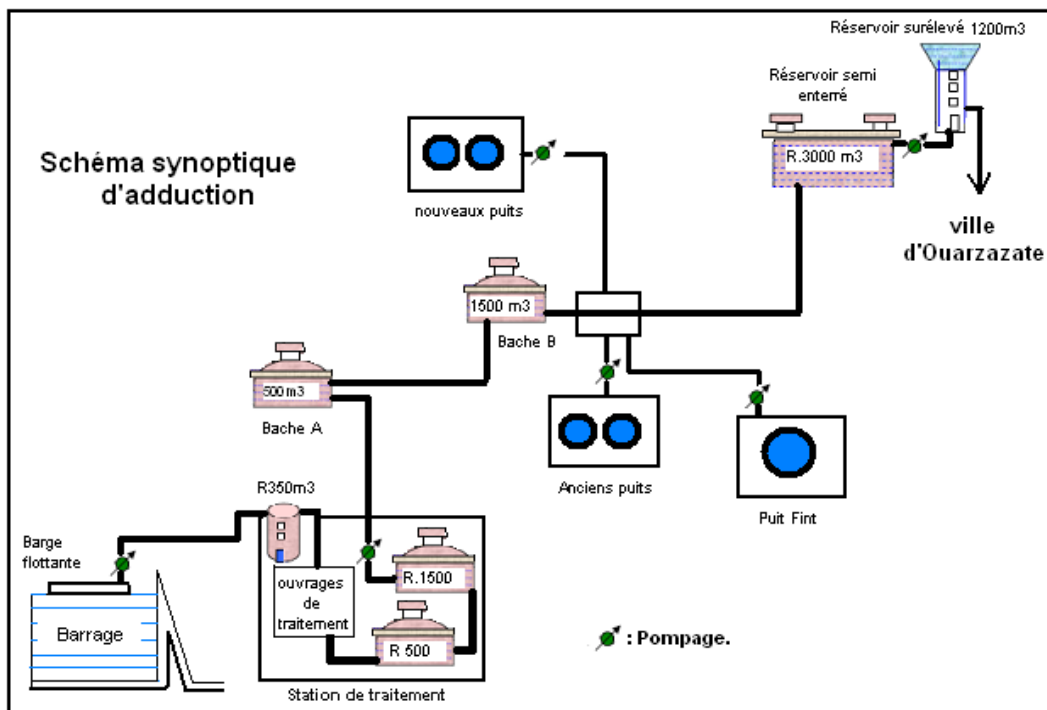 Réservoir surélevé 1200m3
Réservoir semi
enterré
Schéma synoptique
d'adduction
R.3000 m3
nouveaux puits
ville
d'Ouarzazate
1500 m3
Bache B
500m3
Bache A
Anciens puits
Puit Fint
R350m3
Barge
flottante
R.1500
ouvrages
de
traitement
Barrage
R 500
: Pompage.
Station de traitement